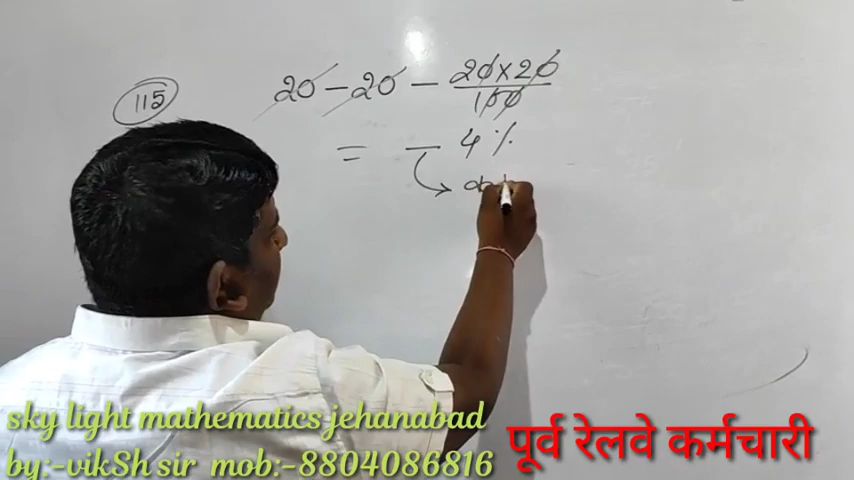 115
20 - 20 - 20×20/100
= - 4%
sky light mathematics jehanabad
by:-vikSh sir mob:-8804086816
पूर्व रेलवे कर्मचारी